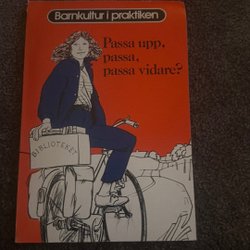 Barnkultur i praktiken
Passa upp,
passa,
passa vidare?
BIBLIOTEKET